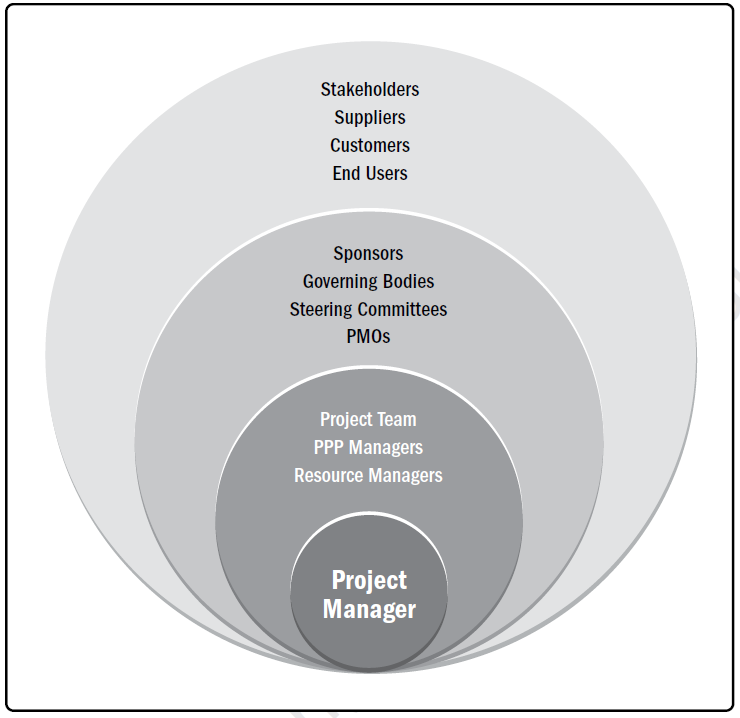 Stakeholders
Suppliers
Customers
End Users
Sponsors
Governing Bodies
Steering Committees
PMOs
Project Team
PPP Managers
Resource Managers
Project
Manager